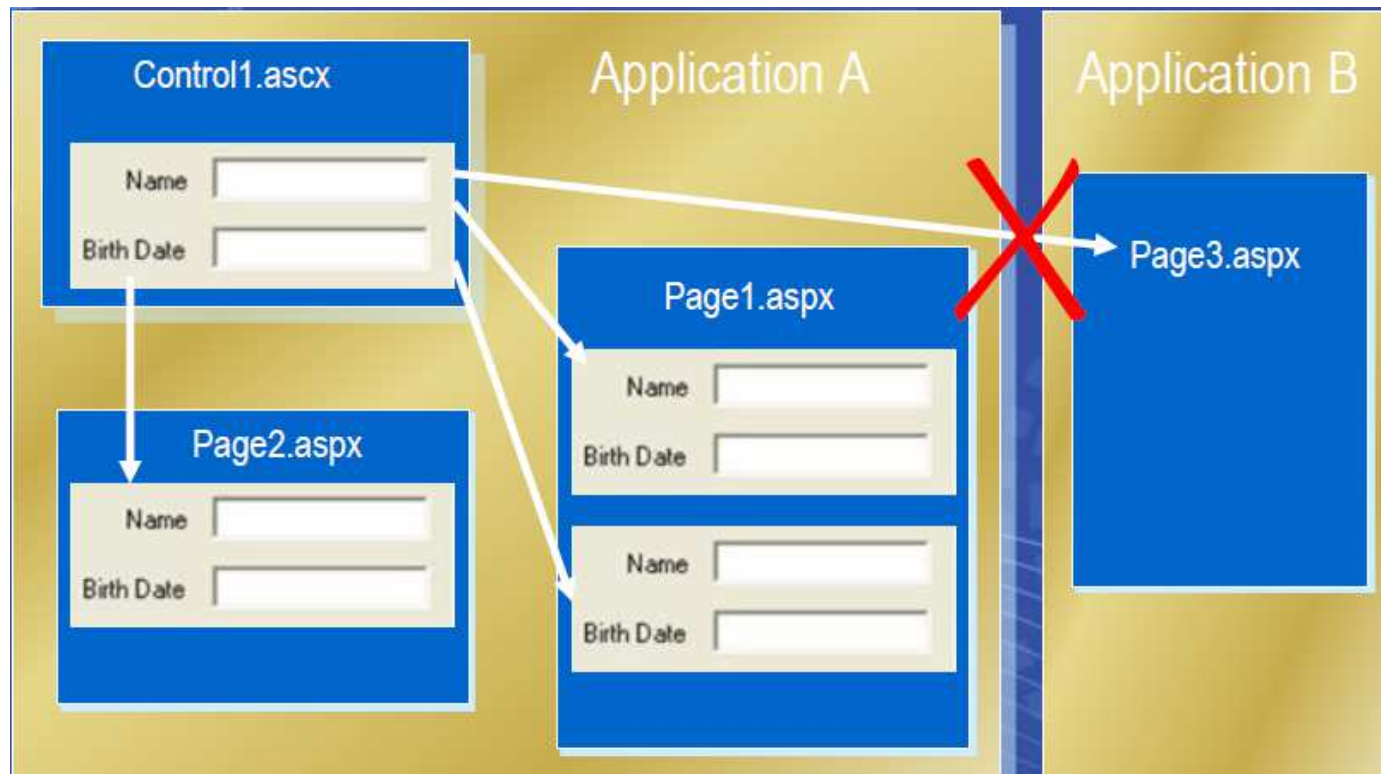 Control1.ascx
Name
Birth Date
Application A
Application B
Page3.aspx
Page1.aspx
Name
Birth Date
Name
Birth Date
Page2.aspx
Name
Birth Date